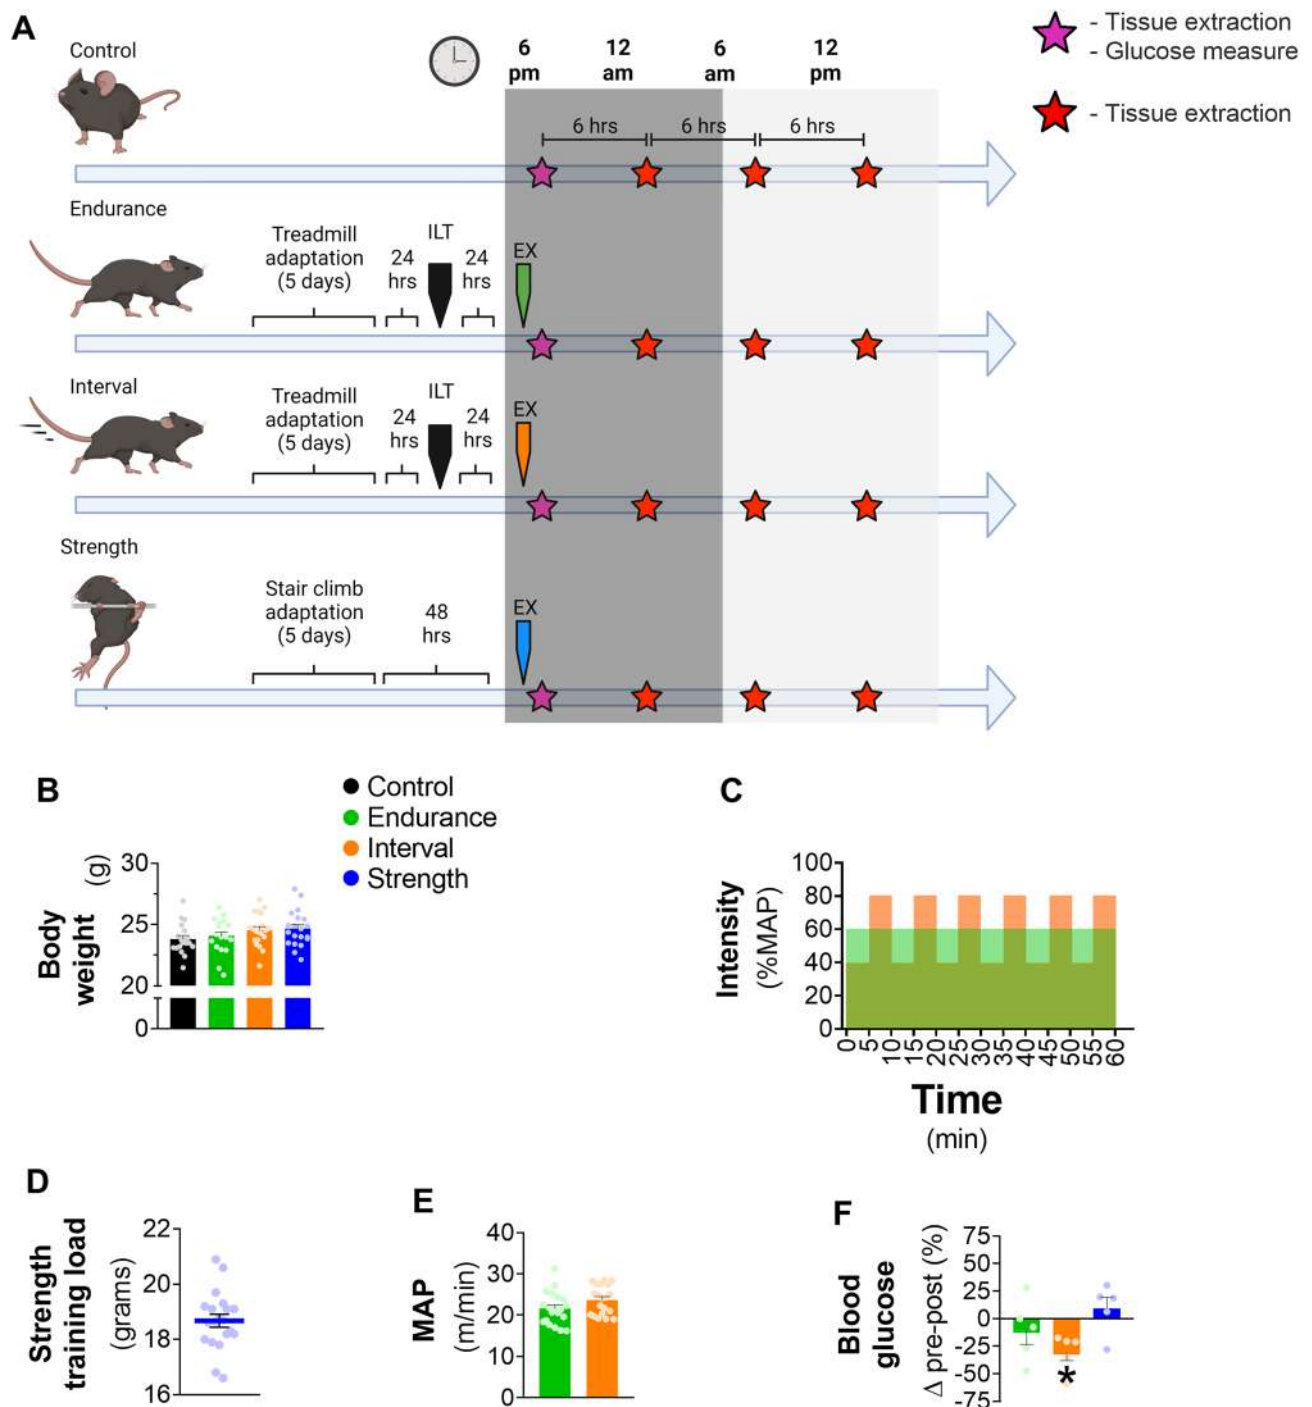 A
Control
6 pm
12 am
6 am
12 pm
- Tissue extraction
- Glucose measure
- Tissue extraction
6 hrs
6 hrs
6 hrs
Endurance
Treadmill
adaptation
(5 days)
24
hrs
ILT
24
hrs
EX
Interval
Treadmill
adaptation
(5 days)
24
hrs
ILT
24
hrs
EX
Strength
Stair climb
adaptation
(5 days)
48
hrs
EX
B
Control
Endurance
Interval
Strength
Body
weight
(g)
30
25
20
0
C
Intensity
(%MAP)
100
80
60
40
20
0
0 5 10 15 20 25 30 35 40 45 50 55 60
Time
(min)
D
Strength
training load
(grams)
22
20
18
16
E
MAP
(m/min)
40
30
20
10
0
F
Blood
glucose
Δ pre-post (%)
75
50
25
0
-25
-50
-75
*